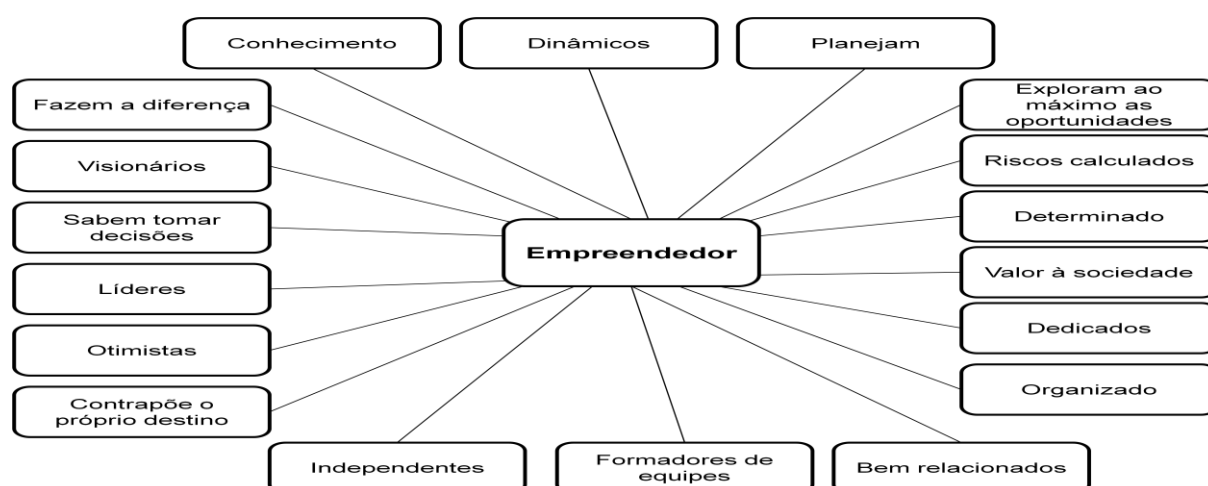 Conhecimento
Dinâmicos
Planejam
Fazem a diferença
Visionários
Sabem tomar
decisões
Líderes
Otimistas
Contrapõe o
próprio destino
Empreendedor
Exploram ao
máximo as
oportunidades
Riscos calculados
Determinado
Valor à sociedade
Dedicados
Organizado
Independentes
Formadores de
equipes
Bem relacionados